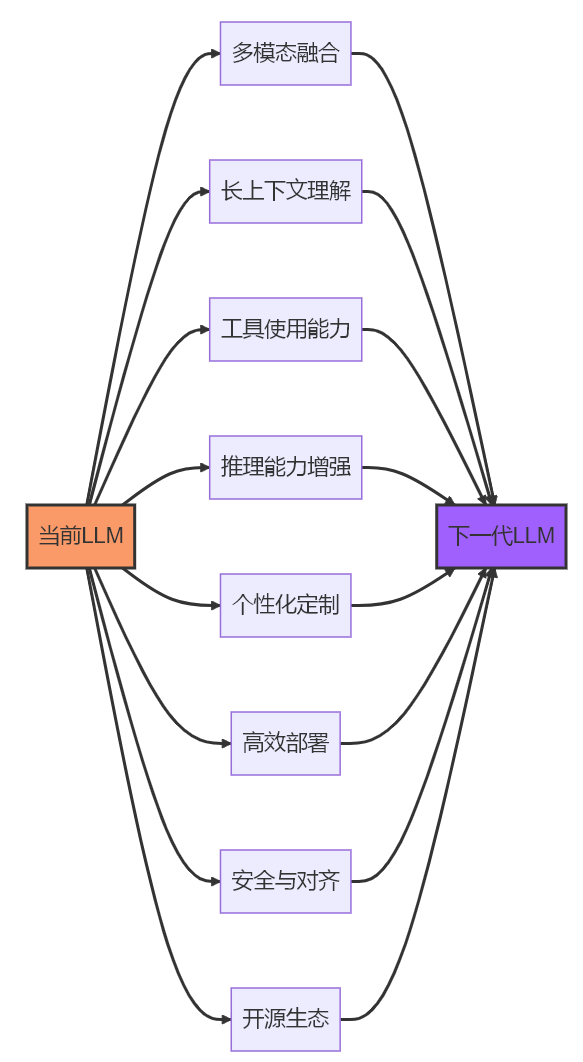 多模态融合
长上下文理解
工具使用能力
推理能力增强
当前LLM
下一代LLM
个性化定制
高效部署
安全与对齐
开源生态